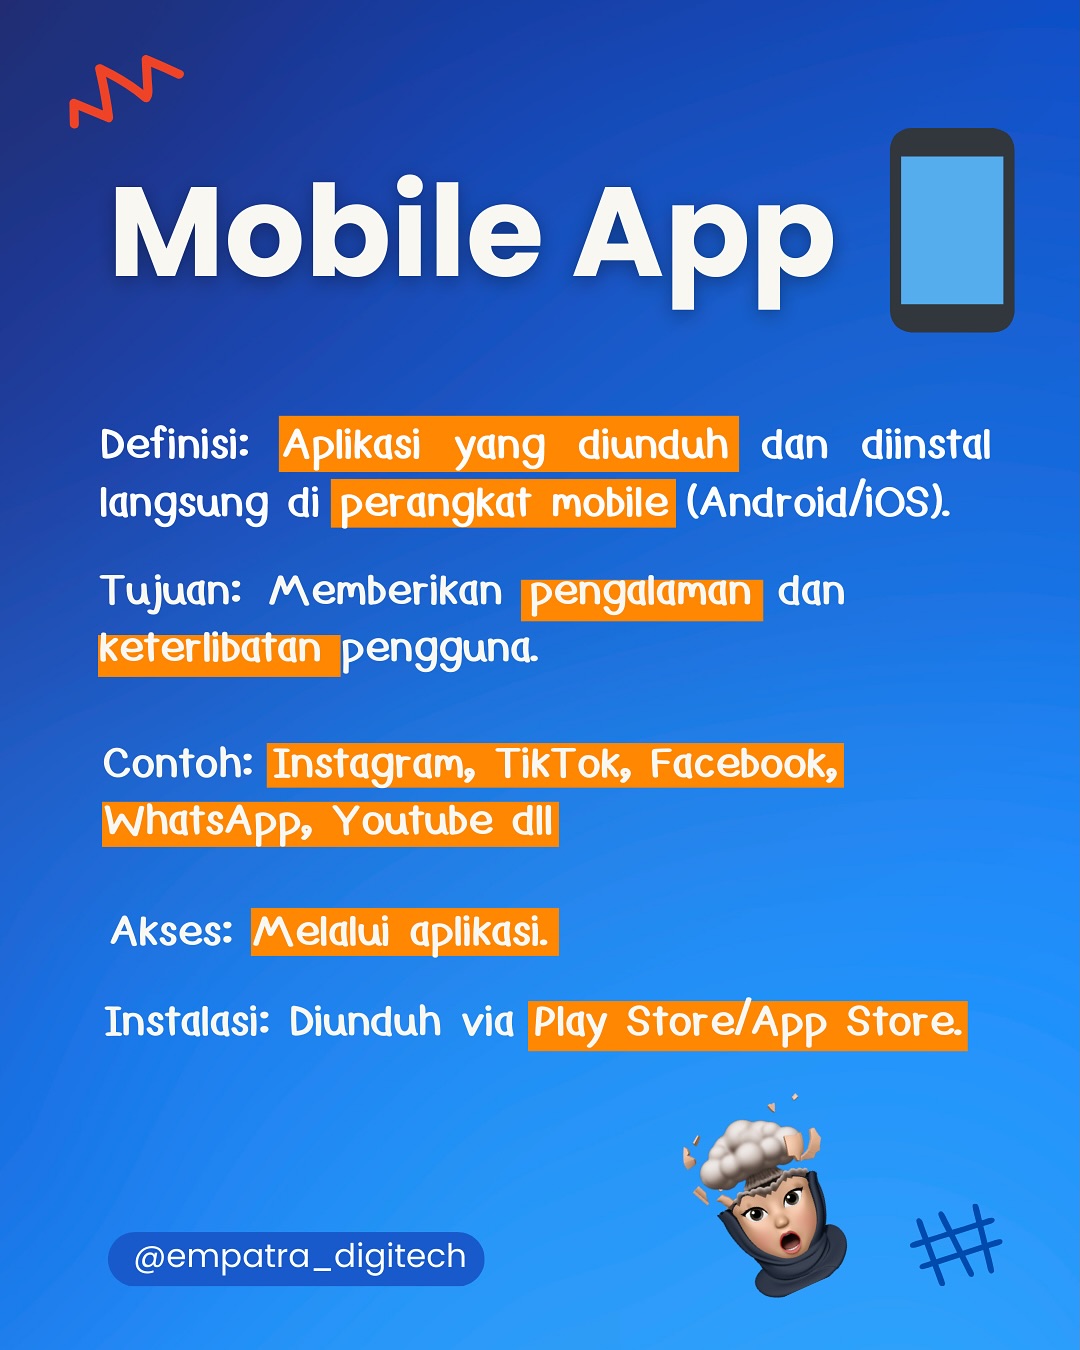 Mobile App
Definisi: Aplikasi yang diunduh dan diinstal
langsung di perangkat mobile (Android/iOS).
Tujuan: Memberikan pengalaman dan
keterlibatan pengguna.
Contoh: Instagram, TikTok, Facebook,
WhatsApp, Youtube dll
Akses: Melalui aplikasi.
Instalasi: Diunduh via Play Store/App Store.
@empatra_digitech